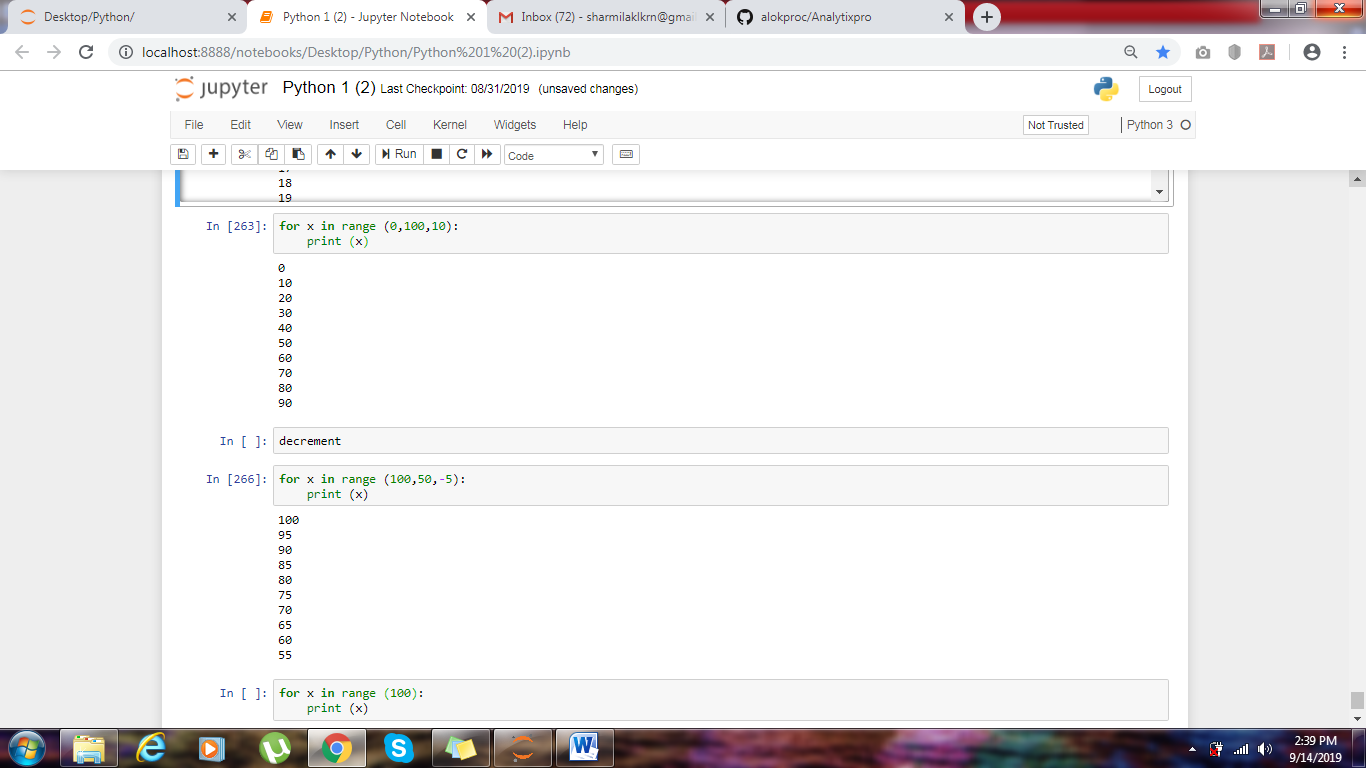 Desktop/Python/
Python 1 (2) - Jupyter Notebook
Inbox (72) - sharmilaklkrn@gmai
alokproc/Analytixpro
localhost:8888/notebooks/Desktop/Python/Python%201%20(2).ipynb
jupyter Python 1 (2) Last Checkpoint: 08/31/2019 (unsaved changes)
Logout
File Edit View Insert Cell Kernel Widgets Help
Not Trusted
Python 3
Run
Code
18
19
In [263]: for x in range (0,100,10):
print (x)
0
10
20
30
40
50
60
70
80
90
In [ ]: decrement
In [266]: for x in range (100,50,-5):
print (x)
100
95
90
85
80
75
70
65
60
55
In [ ]: for x in range (100):
print (x)
2:39 PM
9/14/2019